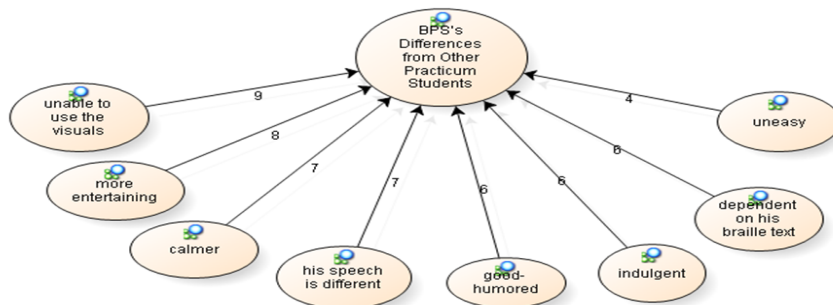 BPS's
Differences
from Other
Practicum
Students
unable to
use the
visuals
9
more
entertaining
8
calmer
7
his speech
is different
7
good-
humored
6
indulgent
6
dependent
on his
braille text
6
uneasy
4